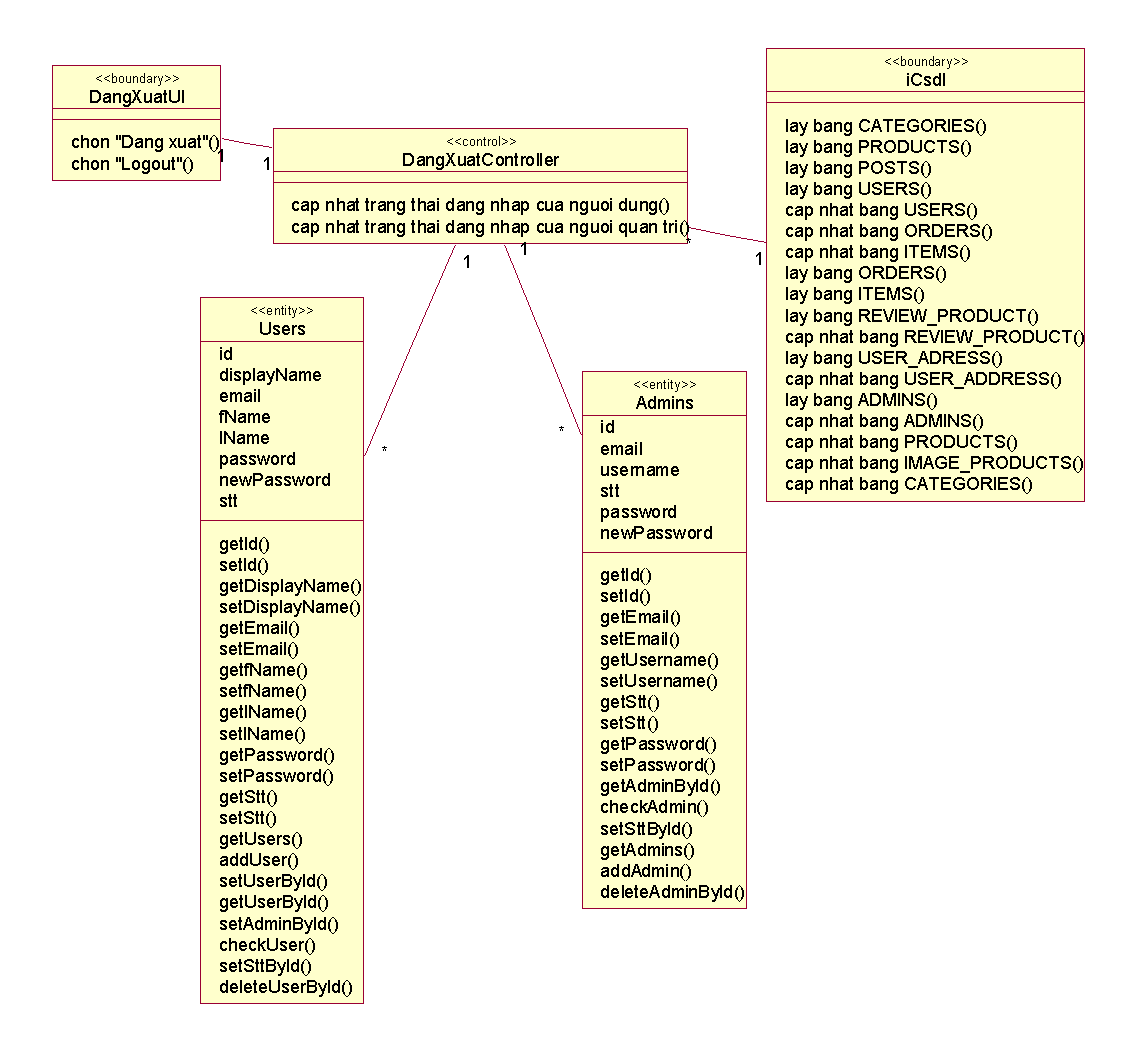 <<boundary>>
DangXuatUI
chon "Dang xuat"()
chon "Logout"()
1
1
<<control>>
DangXuatController
cap nhat trang thai dang nhap cua nguoi dung()
cap nhat trang thai dang nhap cua nguoi quan tri()
*
1
1
1
<<boundary>>
iCsdl
lay bang CATEGORIES()
lay bang PRODUCTS()
lay bang POSTS()
lay bang USERS()
cap nhat bang USERS()
cap nhat bang ORDERS()
cap nhat bang ITEMS()
lay bang ORDERS()
lay bang ITEMS()
lay bang REVIEW_PRODUCT()
cap nhat bang REVIEW_PRODUCT()
lay bang USER_ADRESS()
cap nhat bang USER_ADDRESS()
lay bang ADMINS()
cap nhat bang ADMINS()
cap nhat bang PRODUCTS()
cap nhat bang IMAGE_PRODUCTS()
cap nhat bang CATEGORIES()
<<entity>>
Users
id
displayName
email
fName
lName
password
newPassword
stt
getId()
setId()
getDisplayName()
setDisplayName()
getEmail()
setEmail()
getfName()
setfName()
getlName()
setlName()
getPassword()
setPassword()
getStt()
setStt()
getUsers()
addUser()
setUserById()
getUserById()
setAdminById()
checkUser()
setSttById()
deleteUserById()
*
*
<<entity>>
Admins
id
email
username
stt
password
newPassword
getId()
setId()
getEmail()
setEmail()
getUsername()
setUsername()
getStt()
setStt()
getPassword()
setPassword()
getAdminById()
checkAdmin()
setSttById()
getAdmins()
addAdmin()
deleteAdminById()